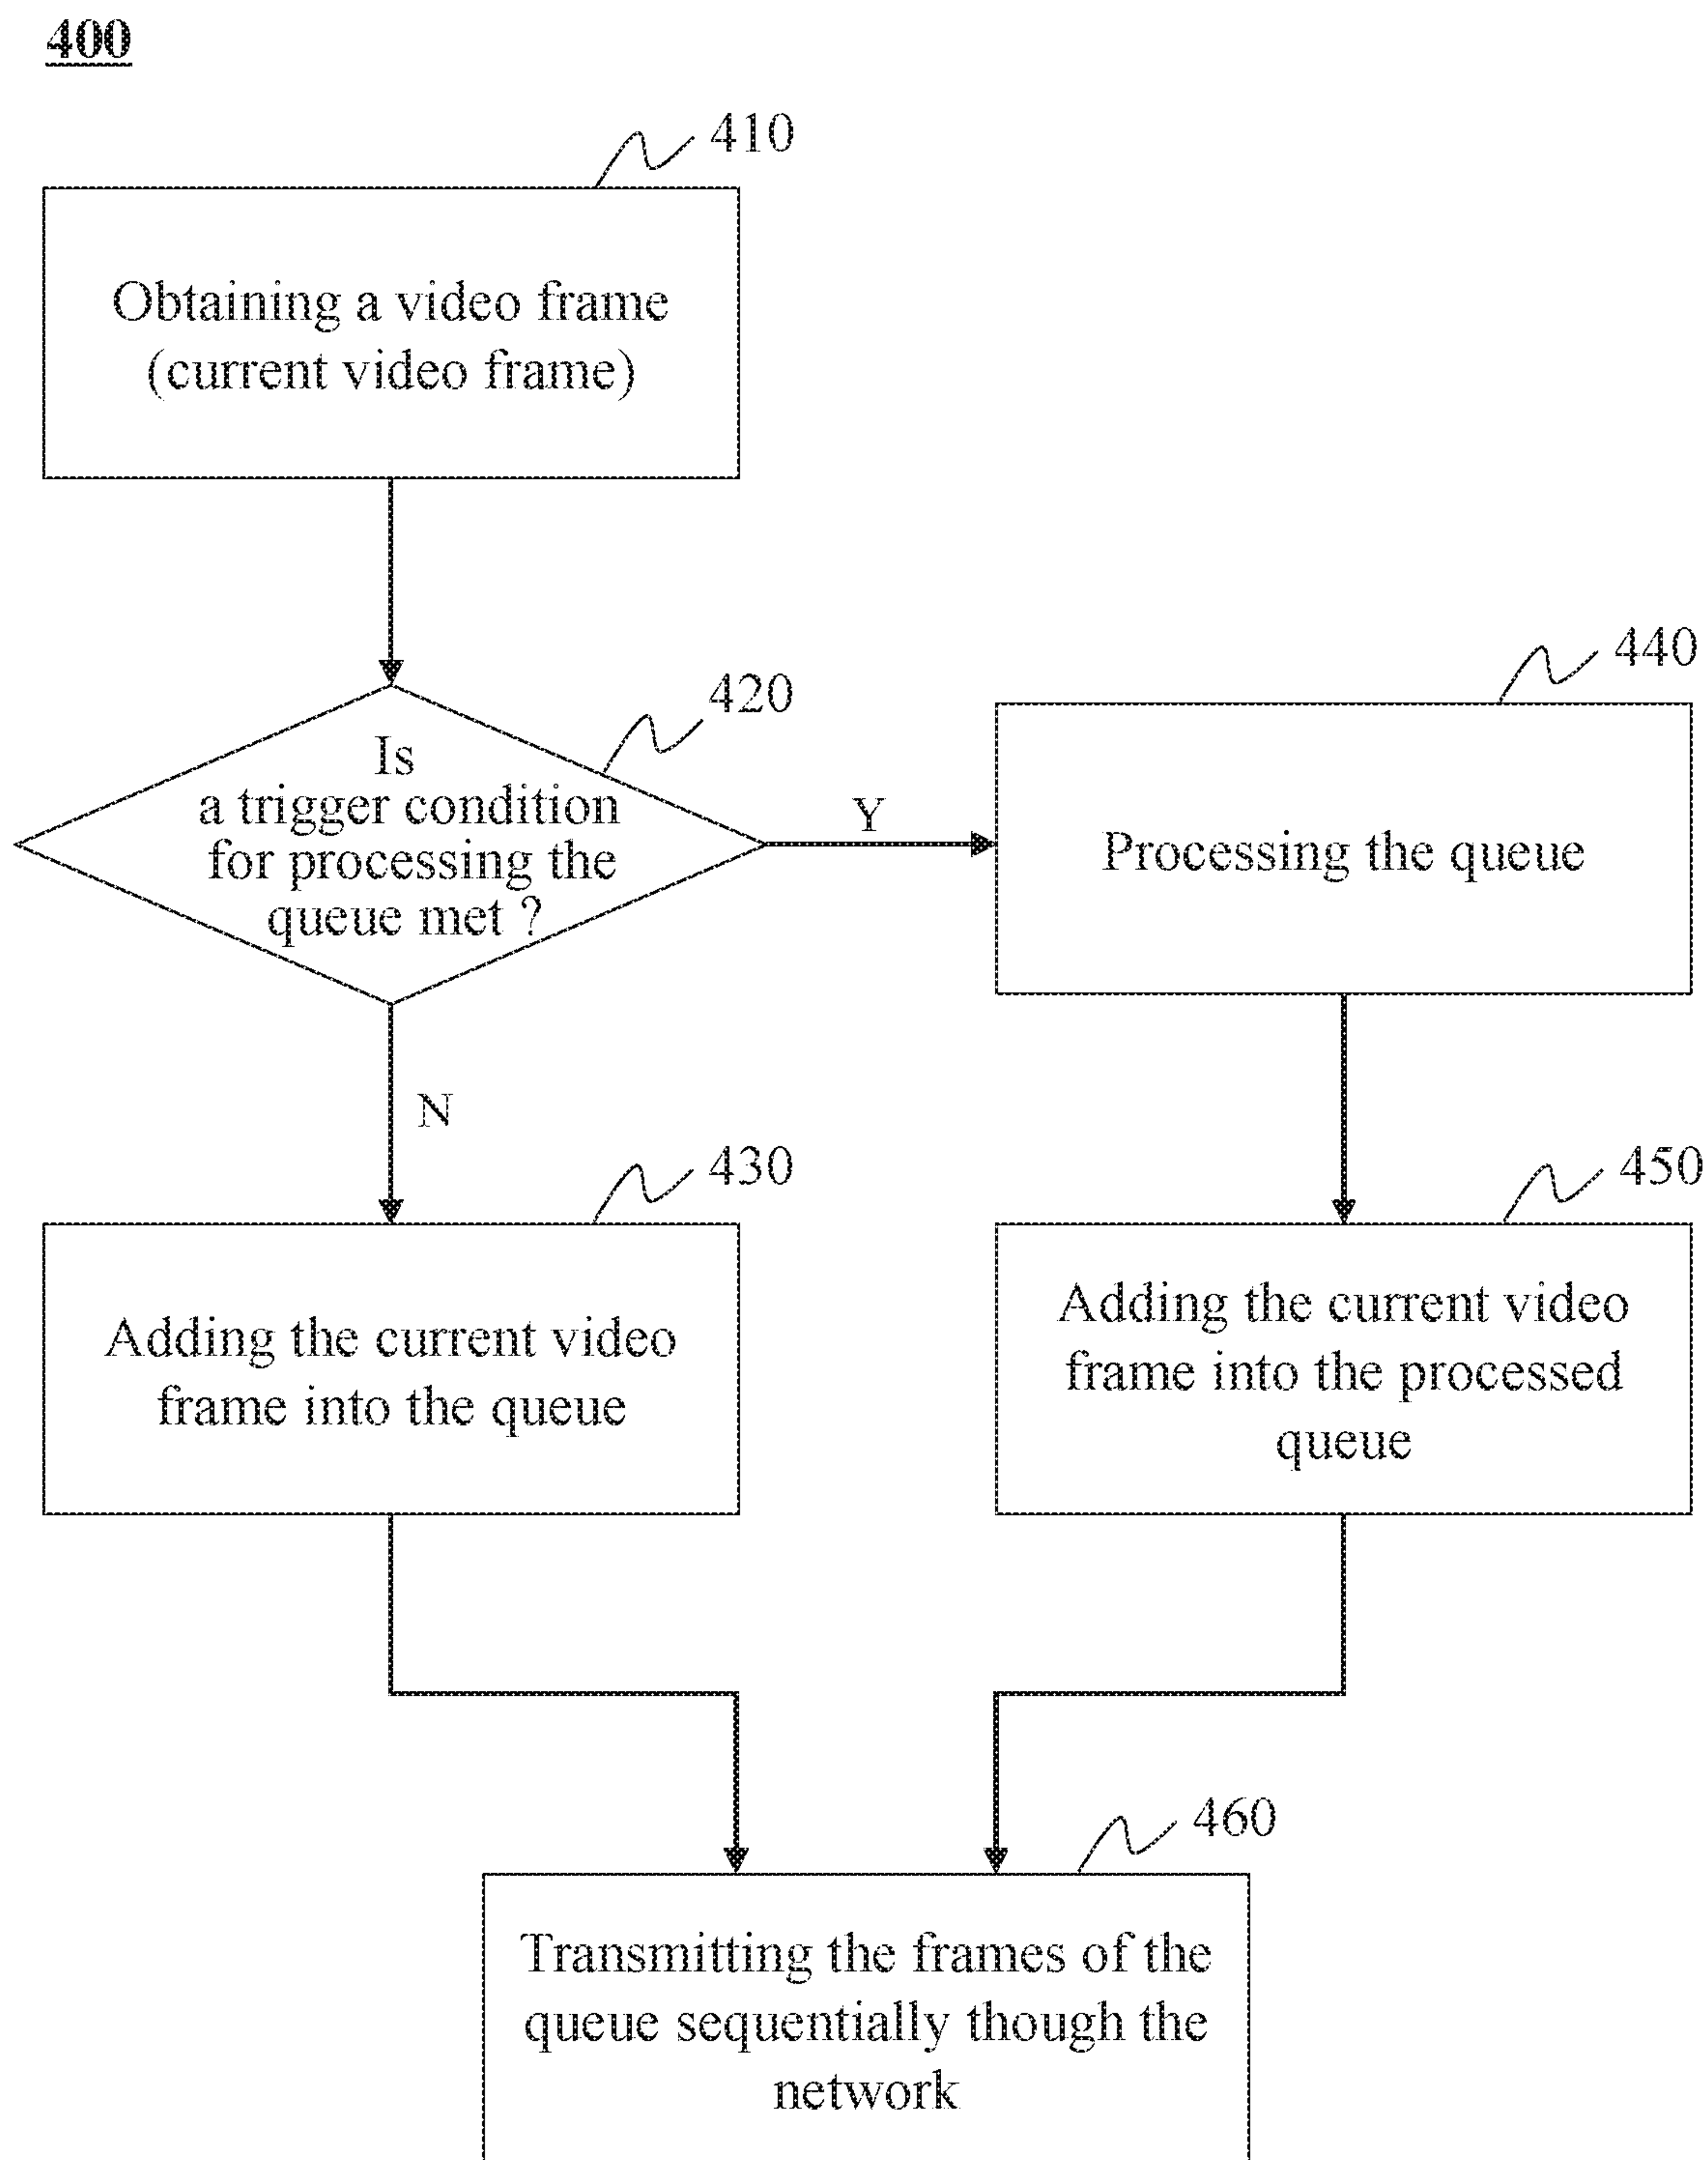 400
410
Obtaining a video frame
(current video frame)
420
Is
a trigger condition
for processing the
queue met ?
Y
440
Processing the queue
N
430
Adding the current video
frame into the queue
450
Adding the current video
frame into the processed
queue
460
Transmitting the frames of the
queue sequentially though the
network